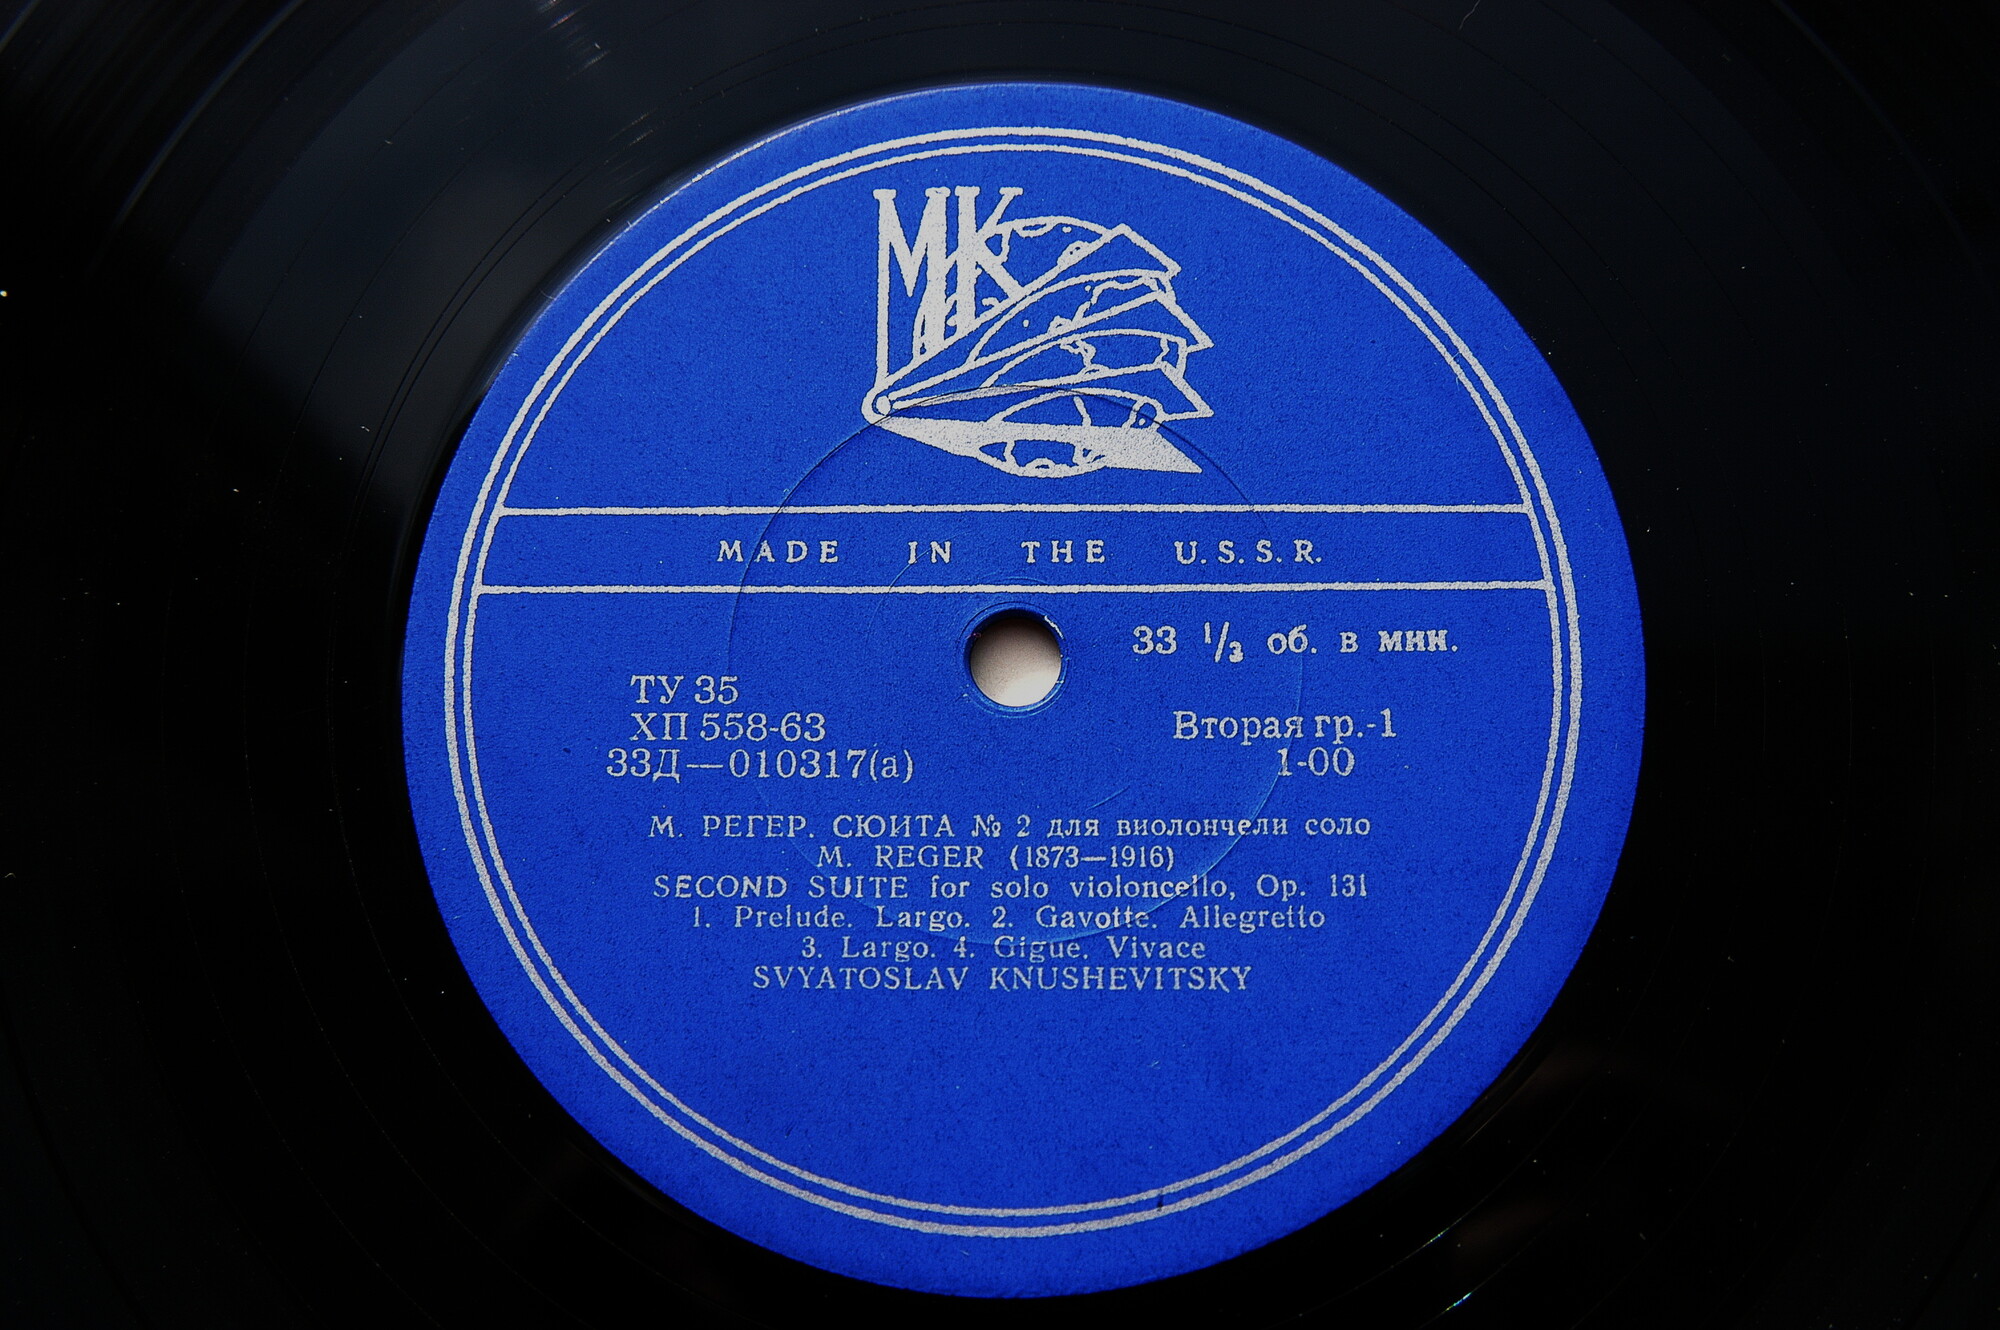 МК
MADE IN THE U.S.S.R.
33 1/3 об. в мин.
ТУ 35
ХП 558-63
Вторая гр.-1
33Д—010317(а)
1-00
М. РЕГЕР. СЮИТА № 2 для виолончели соло
M. REGER (1873—1916)
SECOND SUITE for solo violoncello, Op. 131
1. Prelude. Largo. 2. Gavotte. Allegretto
3. Largo. 4. Gigue. Vivace
SVYATOSLAV KNUSHEVITSKY